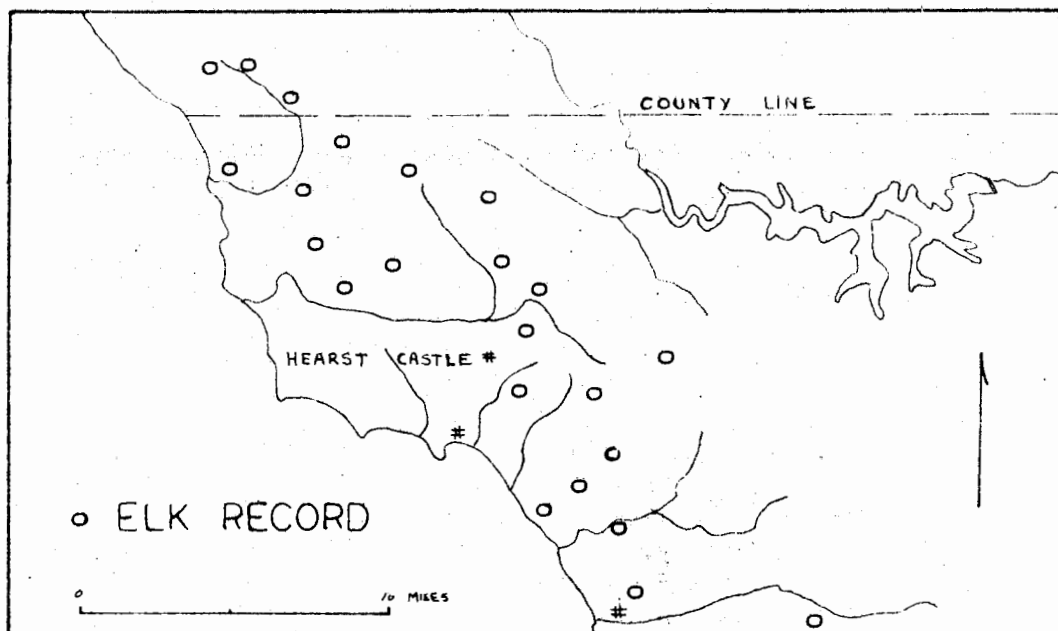 COUNTY LINE
HEARST CASTLE #
#
O ELK RECORD
0 10 MILES
#